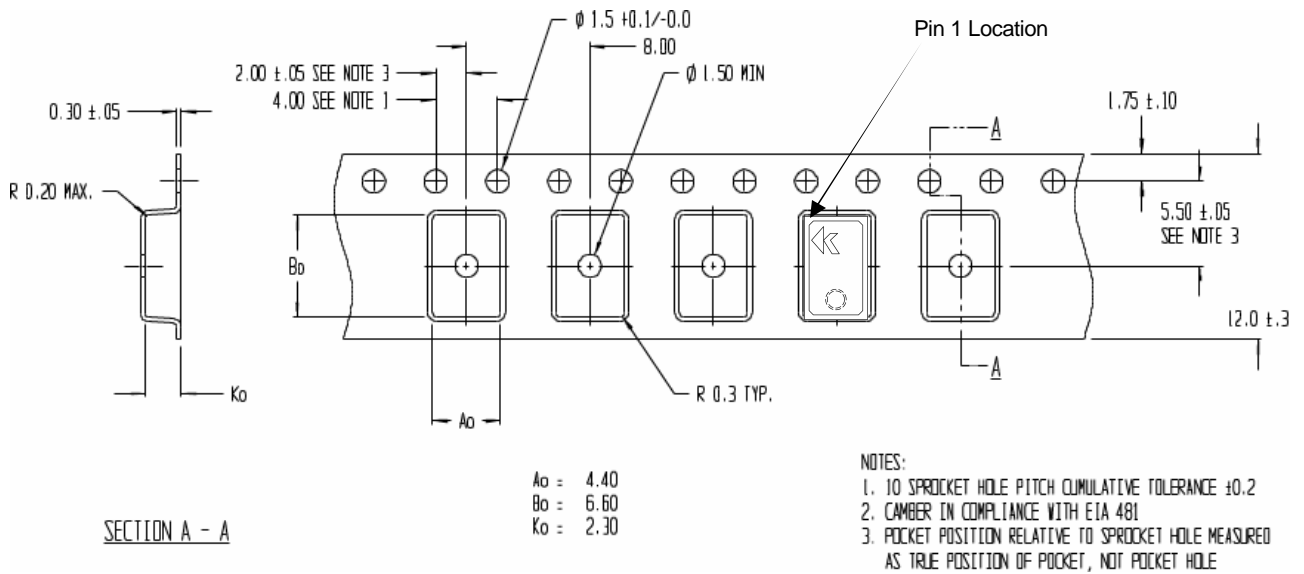 Ø 1.5 +0.1/-0.0
8.00
Pin 1 Location
2.00 ±.05 SEE NOTE 3
Ø 1.50 MIN
4.00 SEE NOTE 1
0.30 ±.05
1.75 ±.10
A
R 0.20 MAX.
5.50 ±.05
SEE NOTE 3
Bo
12.0 ±.3
A
Ko
R 0.3 TYP.
Ao
Ao = 4.40
Bo = 6.60
Ko = 2.30
SECTION A - A
NOTES:
1. 10 SPROCKET HOLE PITCH CUMULATIVE TOLERANCE ±0.2
2. CAMBER IN COMPLIANCE WITH EIA 481
3. POCKET POSITION RELATIVE TO SPROCKET HOLE MEASURED
AS TRUE POSITION OF POCKET, NOT POCKET HOLE